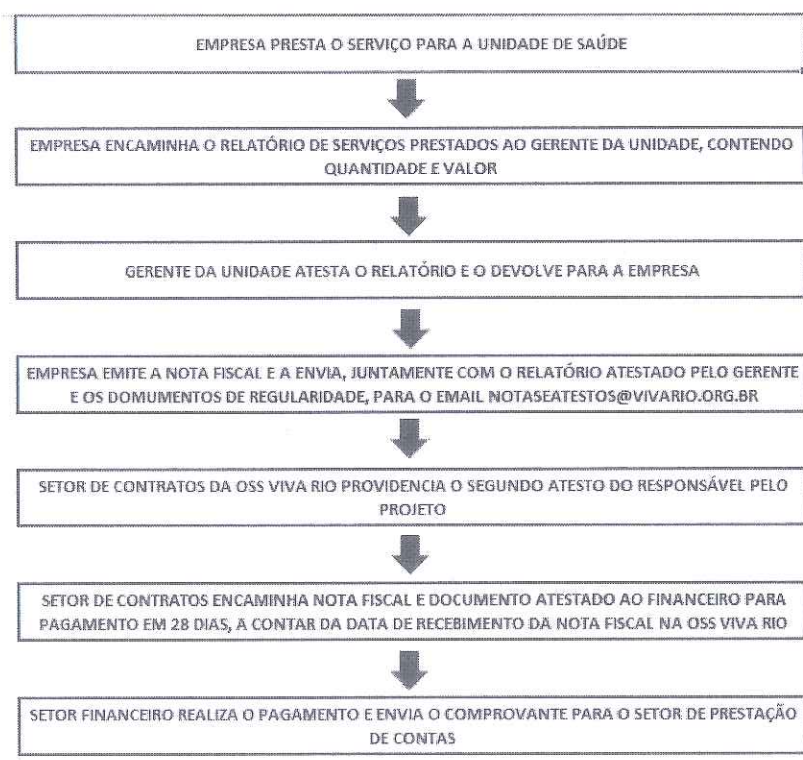 EMPRESA PRESTA O SERVIÇO PARA A UNIDADE DE SAÚDE
EMPRESA ENCAMINHA O RELATÓRIO DE SERVIÇOS PRESTADOS AO GERENTE DA UNIDADE, CONTENDO
QUANTIDADE E VALOR
GERENTE DA UNIDADE ATESTA O RELATÓRIO E O DEVOLVE PARA A EMPRESA
EMPRESA EMITE A NOTA FISCAL E A ENVIA, JUNTAMENTE COM O RELATÓRIO ATESTADO PELO GERENTE
E OS DOMUMENTOS DE REGULARIDADE, PARA O EMAIL NOTASEATESTOS@VIVARIO.ORG.BR
SETOR DE CONTRATOS DA OSS VIVA RIO PROVIDENCIA O SEGUNDO ATESTO DO RESPONSÁVEL PELO
PROJETO
SETOR DE CONTRATOS ENCAMINHA NOTA FISCAL E DOCUMENTO ATESTADO AO FINANCEIRO PARA
PAGAMENTO EM 28 DIAS, A CONTAR DA DATA DE RECEBIMENTO DA NOTA FISCAL NA OSS VIVA RIO
SETOR FINANCEIRO REALIZA O PAGAMENTO E ENVIA O COMPROVANTE PARA O SETOR DE PRESTAÇÃO
DE CONTAS